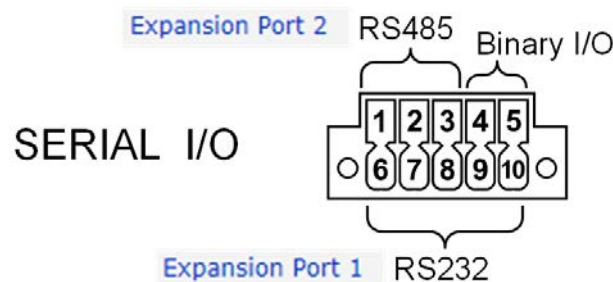 Expansion Port 2 RS485 Binary I/O
1 2 3 4 5
SERIAL I/O
6 7 8 9 10
Expansion Port 1 RS232